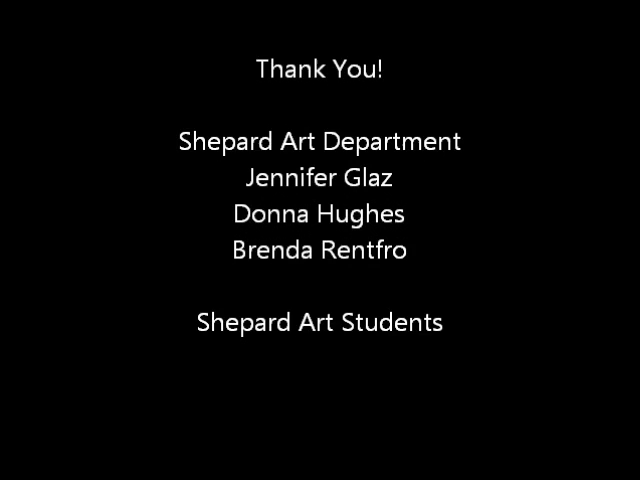 Thank You!
Shepard Art Department
Jennifer Glaz
Donna Hughes
Brenda Rentfro
Shepard Art Students